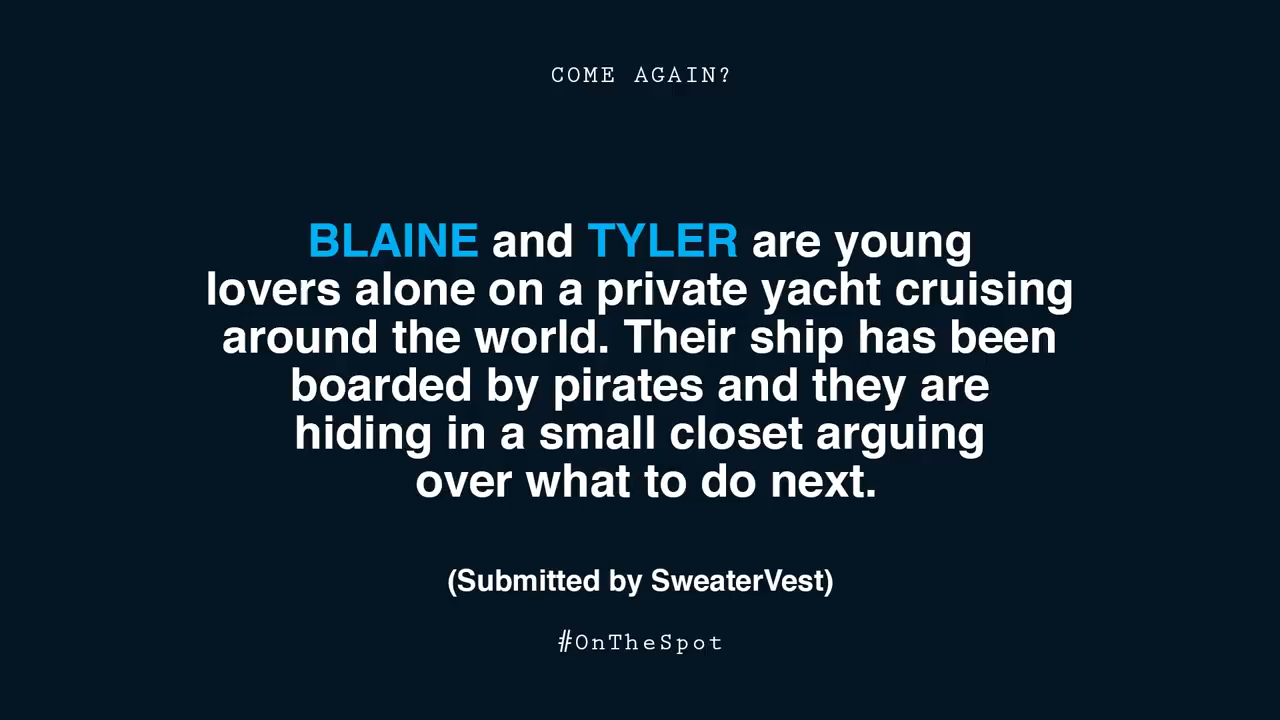 COME AGAIN?
BLAINE and TYLER are young
lovers alone on a private yacht cruising
around the world. Their ship has been
boarded by pirates and they are
hiding in a small closet arguing
over what to do next.
(Submitted by SweaterVest)
#OnTheSpot